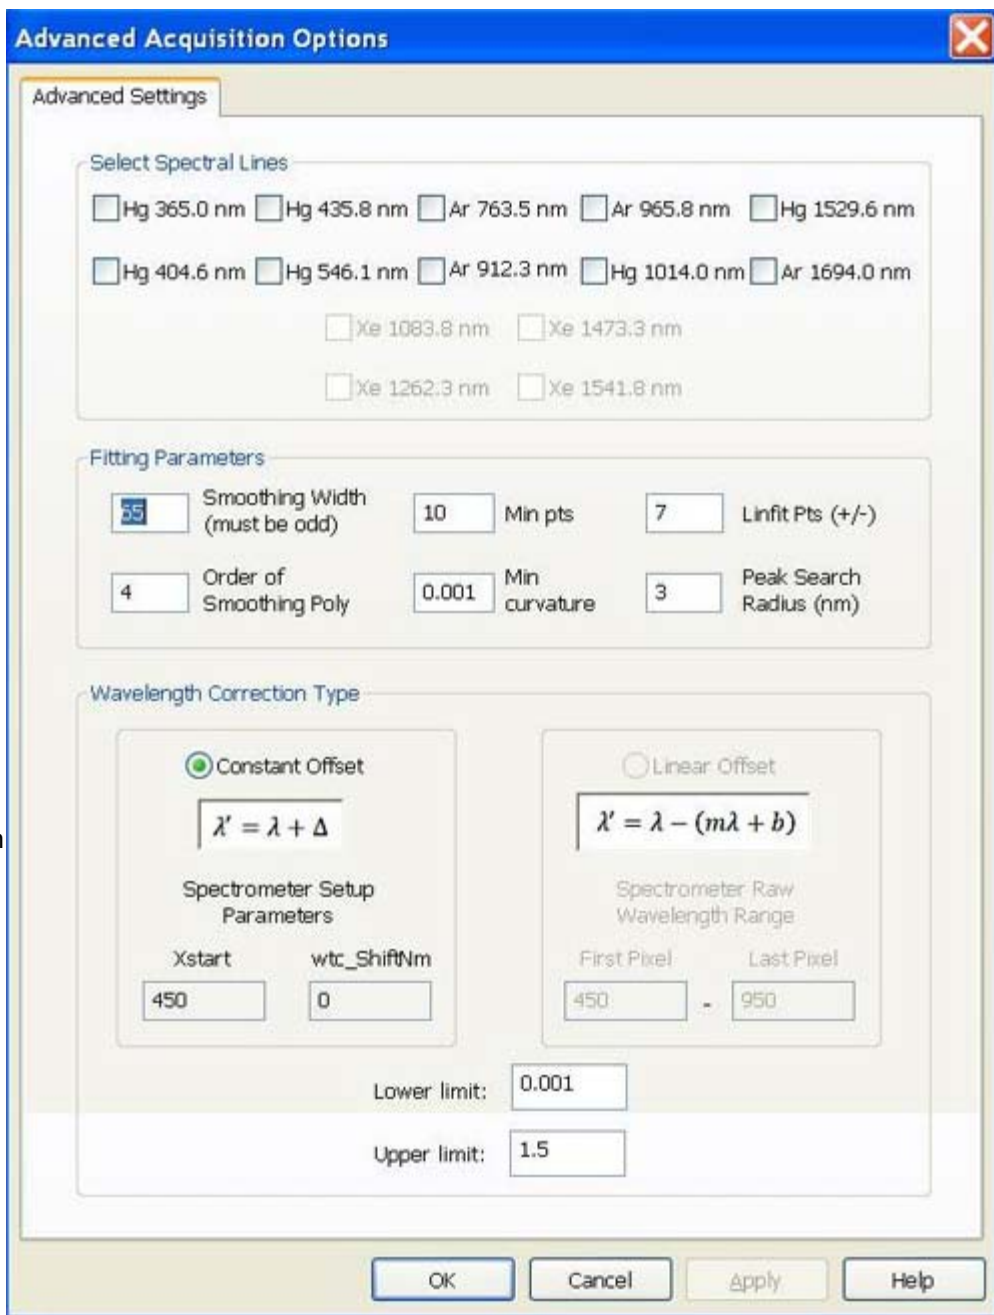 Advanced Acquisition Options
Advanced Settings
Select Spectral Lines
Hg 365.0 nm Hg 435.8 nm Ar 763.5 nm Ar 965.8 nm Hg 1529.6 nm
Hg 404.6 nm Hg 546.1 nm Ar 912.3 nm Hg 1014.0 nm Ar 1694.0 nm
Xe 1083.8 nm Xe 1473.3 nm
Xe 1262.3 nm Xe 1541.8 nm
Fitting Parameters
Smoothing Width
(must be odd)
10 Min pts
7 Linfit Pts (+/-)
4 Order of
Smoothing Poly
0.001 Min
curvature
3 Peak Search
Radius (nm)
Wavelength Correction Type
Constant Offset
λ' = λ + Δ
Spectrometer Setup
Parameters
Xstart wtc_ShiftNm
450 0
Linear Offset
λ' = λ − (mλ + b)
Spectrometer Raw
Wavelength Range
First Pixel Last Pixel
450 - 950
Lower limit: 0.001
Upper limit: 1.5
OK Cancel Apply Help